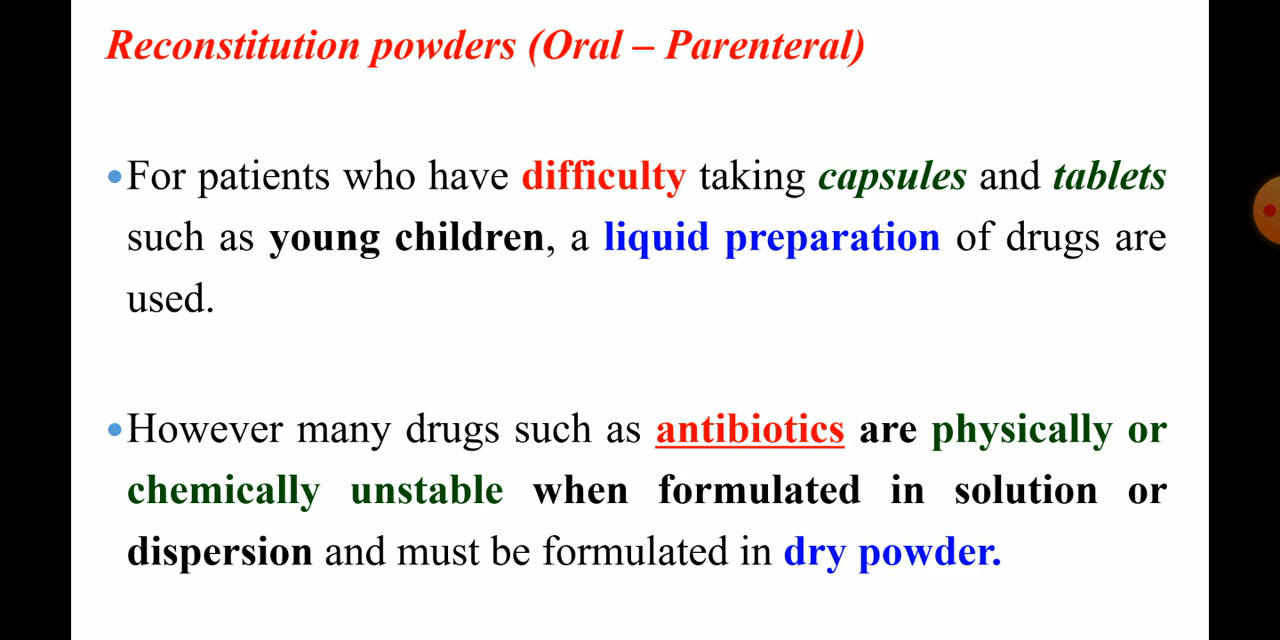 Reconstitution powders (Oral – Parenteral)
•For patients who have difficulty taking capsules and tablets
such as young children, a liquid preparation of drugs are
used.
•However many drugs such as antibiotics are physically or
chemically unstable when formulated in solution or
dispersion and must be formulated in dry powder.